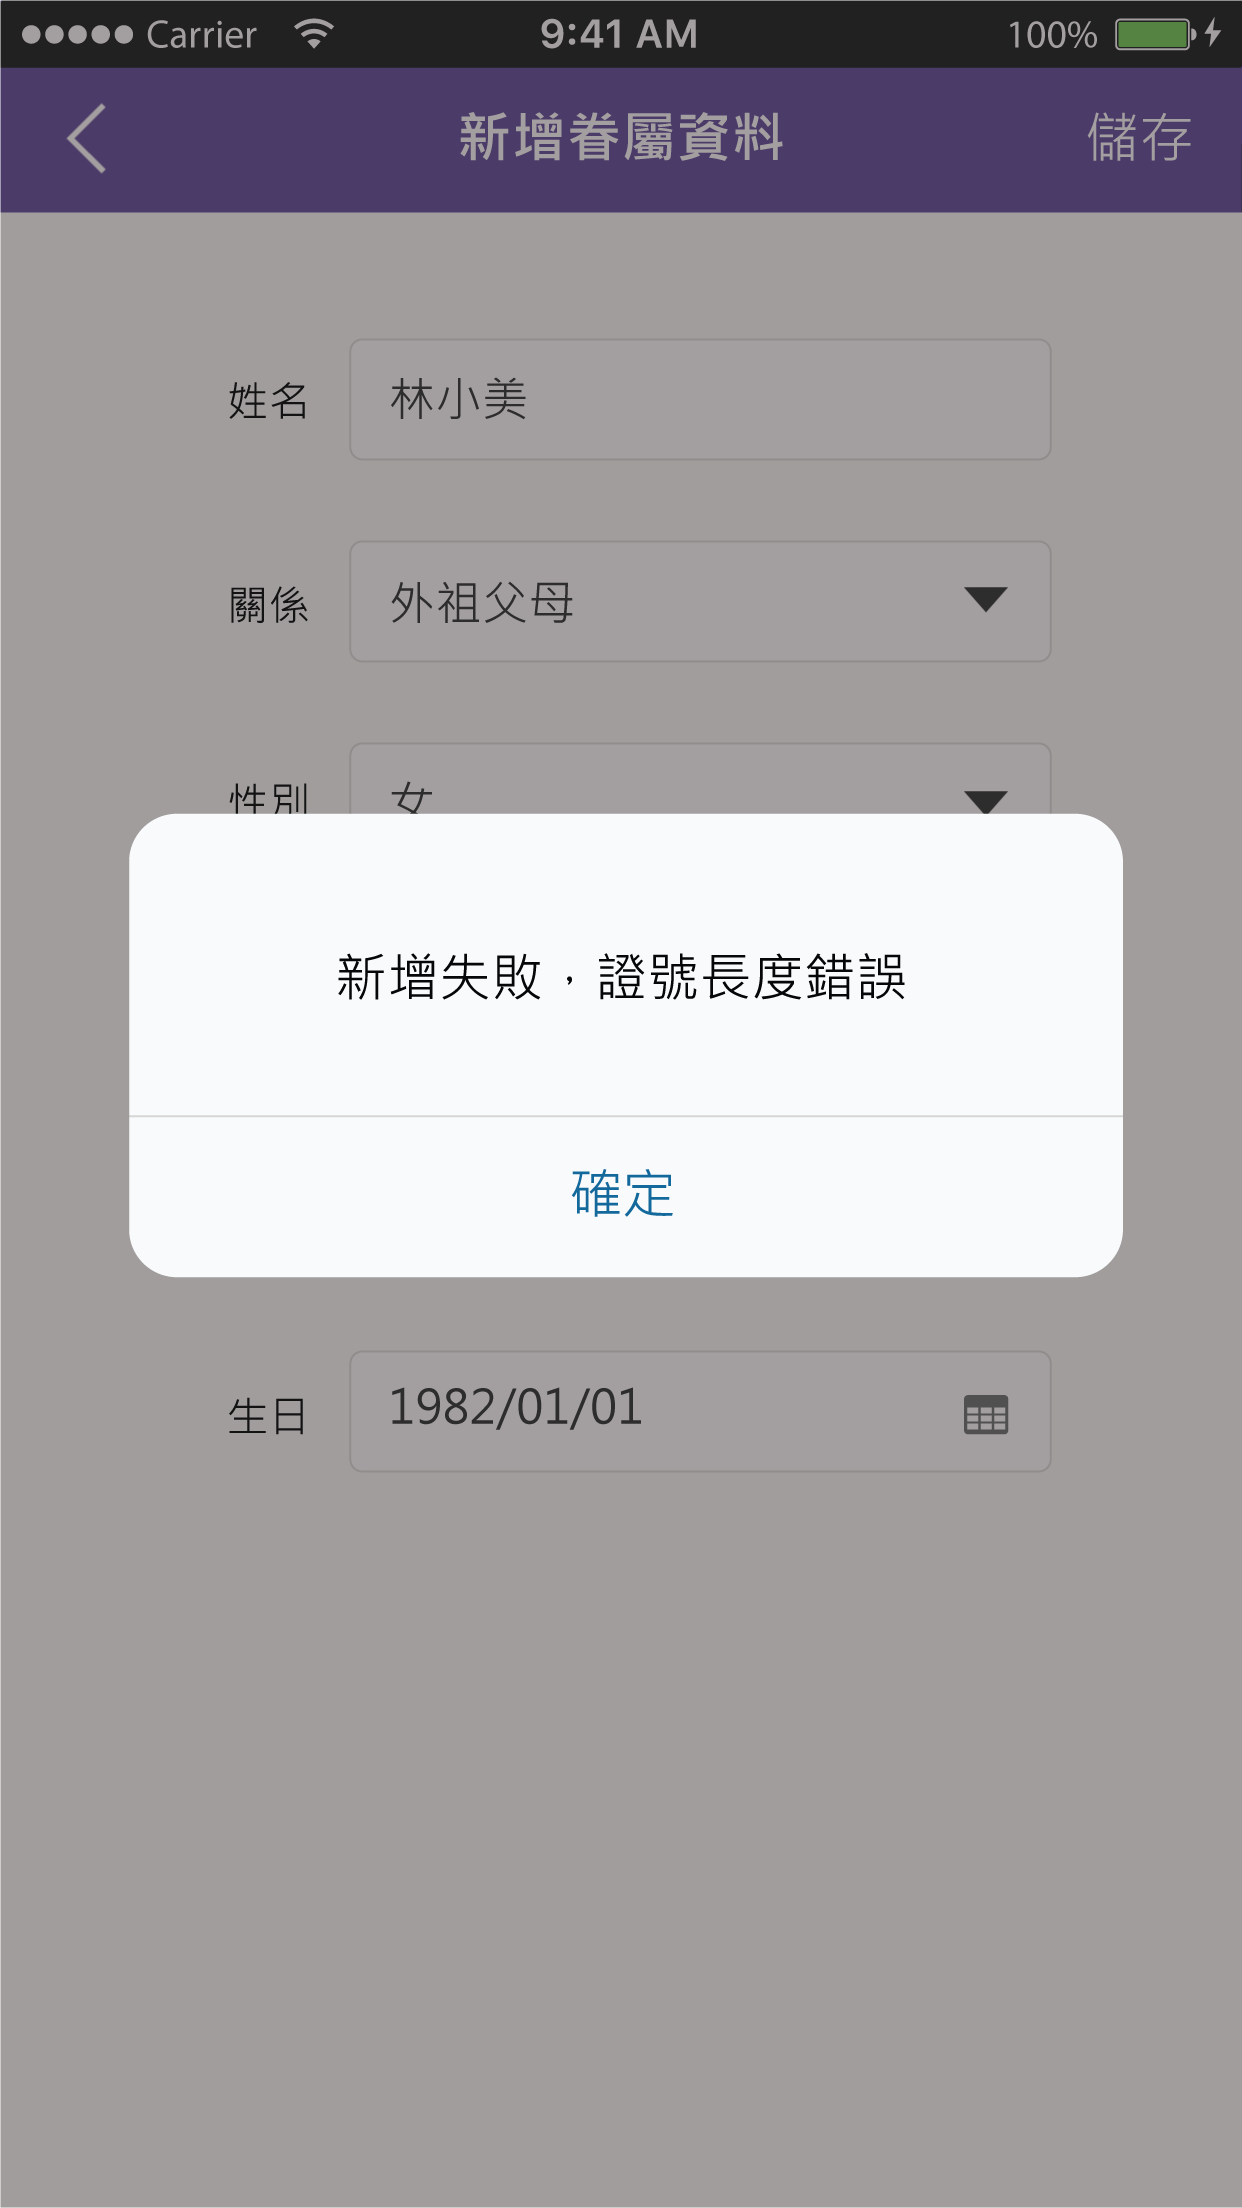 Carrier 9:41 AM 100%
新增眷屬資料 儲存
姓名 林小美
關係 外祖父母
性別 女
新增失敗，證號長度錯誤
確定
生日 1982/01/01